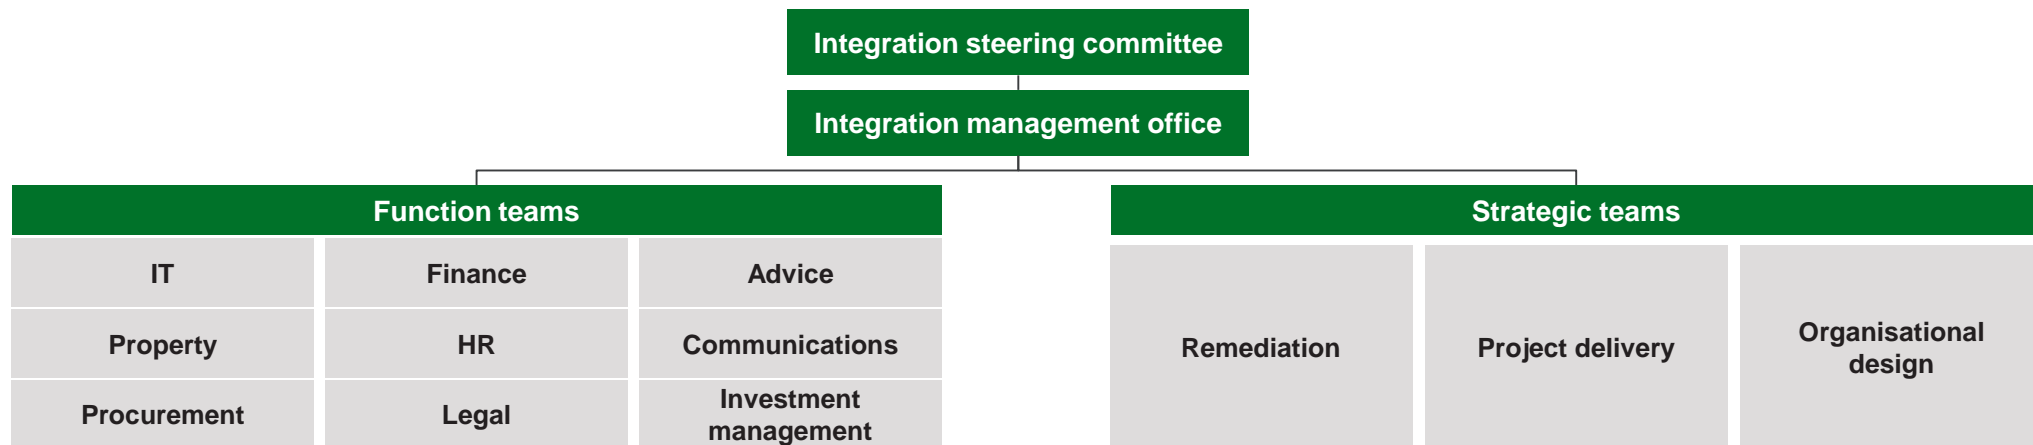 Integration steering committee
Integration management office
Function teams
Strategic teams
IT
Finance
Advice
Property
HR
Communications
Procurement
Legal
Investment
management
Remediation
Project delivery
Organisational
design